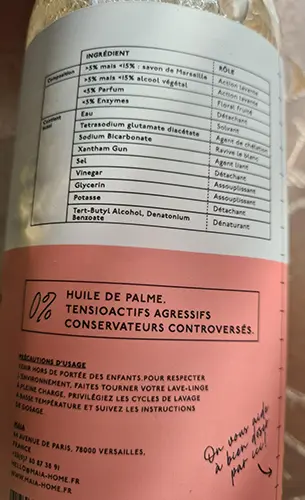 INGRÉDIENT RÔLE
Composition >5% mais <15% : savon de Marseille Action lavante
>5% mais <15% alcool végétal Action lavante
<5% Parfum Floral fruité
<5% Enzymes Détachant
Contient aussi Eau Solvant
Tetrasodium glutamate diacétate Agent de chélation
Sodium Bicarbonate Ravive le blanc
Xantham Gun Agent liant
Sel Détachant
Vinegar Assouplissant
Glycerin Assouplissant
Potasse Détachant
Tert-Butyl Alcohol, Denatonium Benzoate Dénaturant
0% HUILE DE PALME,
TENSIOACTIFS AGRESSIFS
CONSERVATEURS CONTROVERSÉS.
PRÉCAUTIONS D'USAGE
TENIR HORS DE PORTÉE DES ENFANTS.POUR RESPECTER
L'ENVIRONNEMENT, FAITES TOURNER VOTRE LAVE-LINGE
À PLEINE CHARGE, PRIVILÉGIEZ LES CYCLES DE LAVAGE
À BASSE TEMPÉRATURE ET SUIVEZ LES INSTRUCTIONS
DE DOSAGE
MAIA
AVENUE DE PARIS, 78000 VERSAILLES,
FRANCE
HELLO@MAIA-HOME.FR
WWW.MAIA-HOME.FR
On vous aide
à bien doser
par ici!